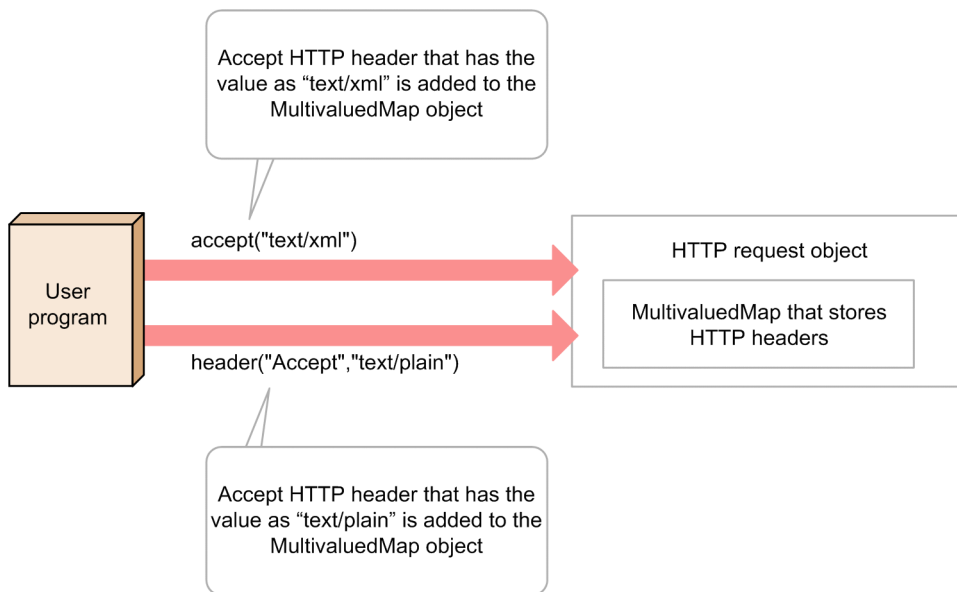 Accept HTTP header that has the
value as “text/xml” is added to the
MultivaluedMap object
accept("text/xml")
User
program
HTTP request object
MultivaluedMap that stores
HTTP headers
header("Accept","text/plain")
Accept HTTP header that has the
value as “text/plain” is added to the
MultivaluedMap object